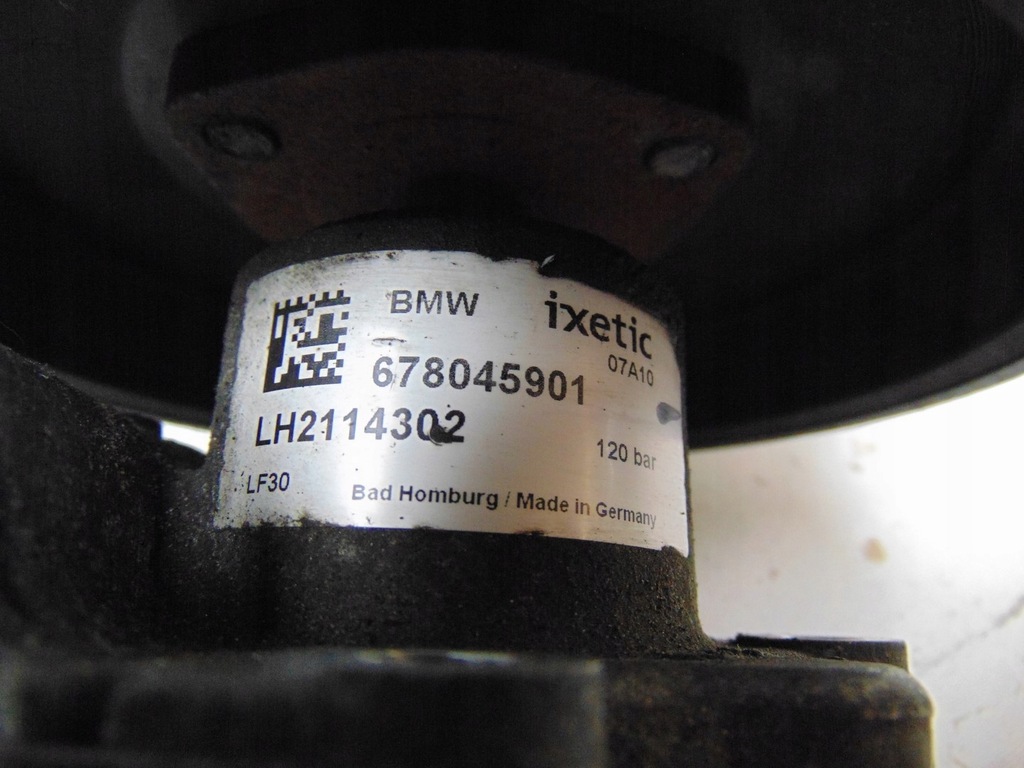 BMW ixetic
07A10
678045901
LH2114302
120 bar
LF30
Bad Homburg / Made in Germany